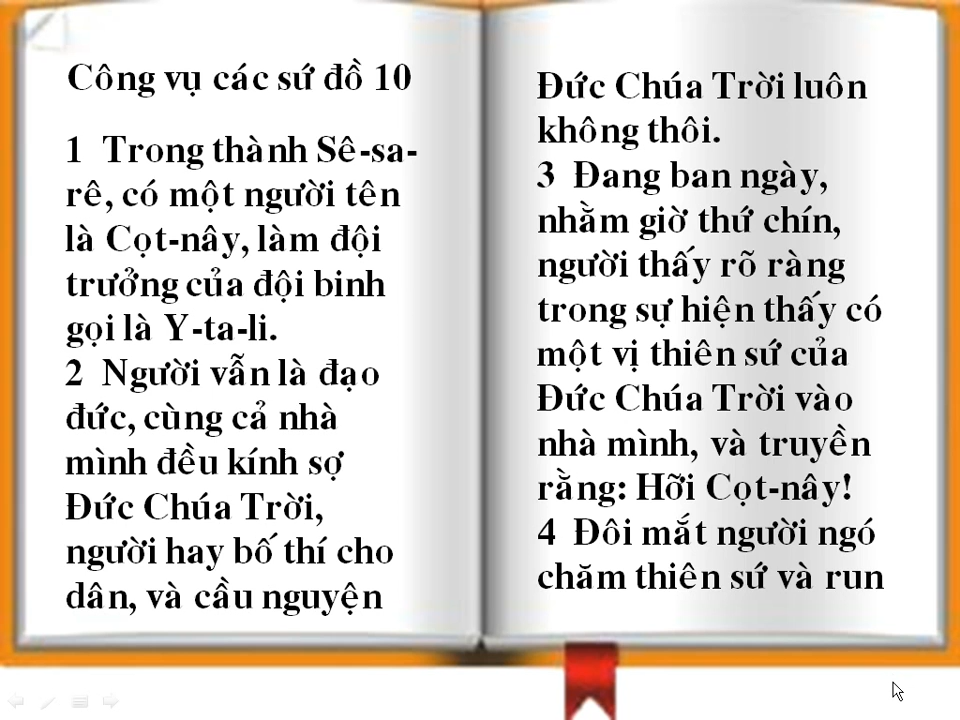 Công vụ các sứ đồ 10
1 Trong thành Sê-sa-
rê, có một người tên
là Cọt-nây, làm đội
trưởng của đội binh
gọi là Y-ta-li.
2 Người vẫn là đạo
đức, cùng cả nhà
mình đều kính sợ
Đức Chúa Trời,
người hay bố thí cho
dân, và cầu nguyện
Đức Chúa Trời luôn
không thôi.
3 Đang ban ngày,
nhằm giờ thứ chín,
người thấy rõ ràng
trong sự hiện thấy có
một vị thiên sứ của
Đức Chúa Trời vào
nhà mình, và truyền
rằng: Hỡi Cọt-nây!
4 Đôi mắt người ngó
chăm thiên sứ và run